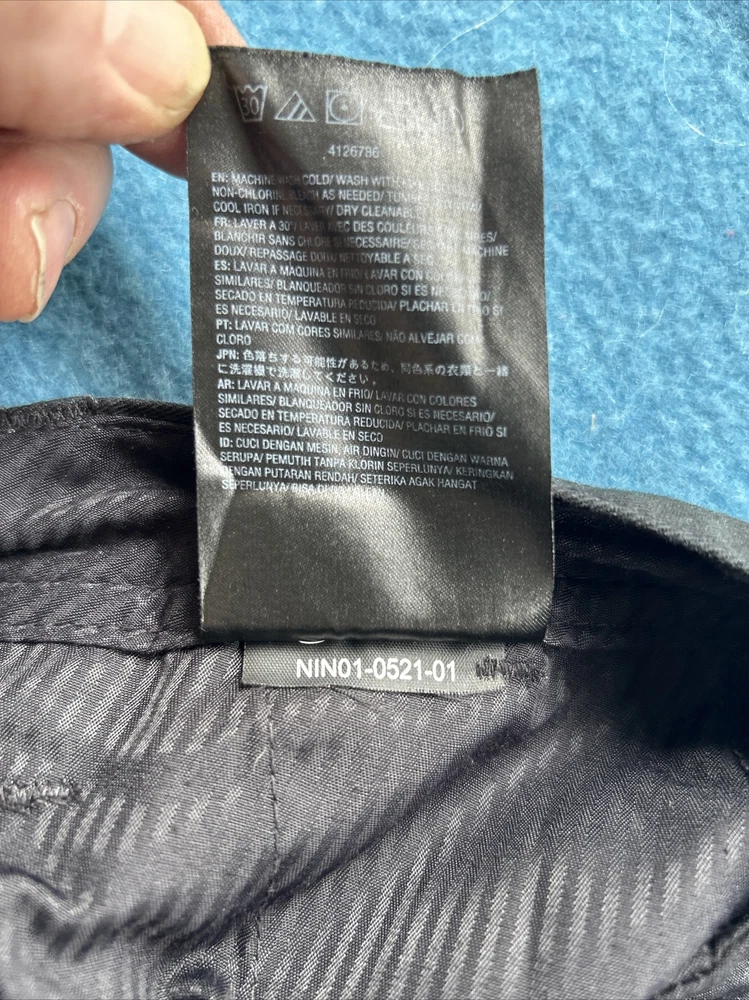 30
4126786
EN: MACHINE WASH COLD/ WASH WITH
NON-CHLORINE BLEACH AS NEEDED/ TUMBLE
COOL IRON IF NECESSARY/ DRY CLEANABLE
FR: LAVER A 30°/ LAVER AVEC DES COULEURS
BLANCHIR SANS CHLORE SI NECESSAIRE/ MACHINE
DOUX/ REPASSAGE DOUX/ NETTOYABLE A SEC
ES: LAVAR A MAQUINA EN FRIO/ LAVAR CON
SIMILARES/ BLANQUEADOR SIN CLORO SI ES
SECADO EN TEMPERATURA REDUCIDA/ PLACHAR EN FRIO SI
ES NECESARIO/ LAVABLE EN SECO
PT: LAVAR COM CORES SIMILARES/ NÃO ALVEJAR COM
CLORO
JPN: 色落ちする可能性があるため、同色系の衣類と一緒
に洗濯機で洗濯してください。
AR: LAVAR A MAQUINA EN FRIO/ LAVAR CON COLORES
SIMILARES/ BLANQUEADOR SIN CLORO SI ES NECESARIO/
SECADO EN TEMPERATURA REDUCIDA/ PLACHAR EN FRIO SI
ES NECESARIO/ LAVABLE EN SECO
ID: CUCI DENGAN MESIN, AIR DINGIN/ CUCI DENGAN WARNA
SERUPA/ PEMUTIH TANPA KLORIN SEPERLUNYA/ KERINGKAN
DENGAN PUTARAN RENDAH/ SETERIKA AGAK HANGAT
SEPERLUNYA/ BISA
NIN01-0521-01